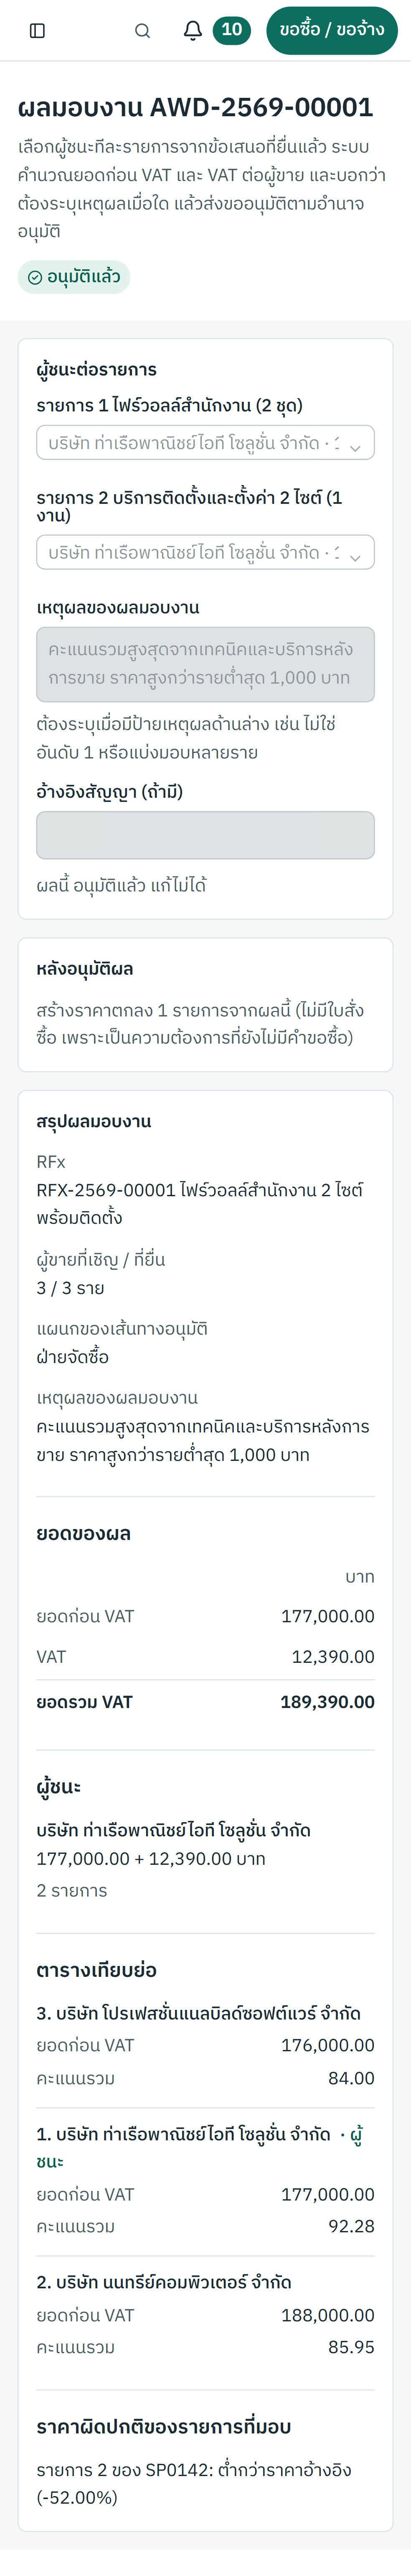 10
ขอซื้อ / ขอจ้าง
ผลมอบงาน AWD-2569-00001
เลือกผู้ชนะทีละรายการจากข้อเสนอที่ยื่นแล้ว ระบบ
คำนวณยอดก่อน VAT และ VAT ต่อผู้ขาย และบอกว่า
ต้องระบุเหตุผลเมื่อใด แล้วส่งขออนุมัติตามอำนาจ
อนุมัติ
อนุมัติแล้ว
ผู้ชนะต่อรายการ
รายการ 1 ไฟร์วอลล์สำนักงาน (2 ชุด)
บริษัท ท่าเรือพาณิชย์ไอที โซลูชั่น จำกัด ·
รายการ 2 บริการติดตั้งและตั้งค่า 2 ไซต์ (1
งาน)
บริษัท ท่าเรือพาณิชย์ไอที โซลูชั่น จำกัด ·
เหตุผลของผลมอบงาน
คะแนนรวมสูงสุดจากเทคนิคและบริการหลัง
การขาย ราคาสูงกว่ารายต่ำสุด 1,000 บาท
ต้องระบุเมื่อมีป้ายเหตุผลด้านล่าง เช่น ไม่ใช่
อันดับ 1 หรือแบ่งมอบหลายราย
อ้างอิงสัญญา (ถ้ามี)
ผลนี้ อนุมัติแล้ว แก้ไม่ได้
หลังอนุมัติผล
สร้างราคาตกลง 1 รายการจากผลนี้ (ไม่มีใบสั่ง
ซื้อ เพราะเป็นความต้องการที่ยังไม่มีคำขอซื้อ)
สรุปผลมอบงาน
RFx
RFX-2569-00001 ไฟร์วอลล์สำนักงาน 2 ไซต์
พร้อมติดตั้ง
ผู้ขายที่เชิญ / ที่ยื่น
3 / 3 ราย
แผนกของเส้นทางอนุมัติ
ฝ่ายจัดซื้อ
เหตุผลของผลมอบงาน
คะแนนรวมสูงสุดจากเทคนิคและบริการหลังการ
ขาย ราคาสูงกว่ารายต่ำสุด 1,000 บาท
ยอดของผล
บาท
ยอดก่อน VAT 177,000.00
VAT 12,390.00
ยอดรวม VAT 189,390.00
ผู้ชนะ
บริษัท ท่าเรือพาณิชย์ไอที โซลูชั่น จำกัด
177,000.00 + 12,390.00 บาท
2 รายการ
ตารางเทียบย่อ
3. บริษัท โปรเฟสชั่นแนลบิลด์ซอฟต์แวร์ จำกัด
ยอดก่อน VAT 176,000.00
คะแนนรวม 84.00
1. บริษัท ท่าเรือพาณิชย์ไอที โซลูชั่น จำกัด · ผู้
ชนะ
ยอดก่อน VAT 177,000.00
คะแนนรวม 92.28
2. บริษัท นนทรีย์คอมพิวเตอร์ จำกัด
ยอดก่อน VAT 188,000.00
คะแนนรวม 85.95
ราคาผิดปกติของรายการที่มอบ
รายการ 2 ของ SP0142: ต่ำกว่าราคาอ้างอิง
(-52.00%)